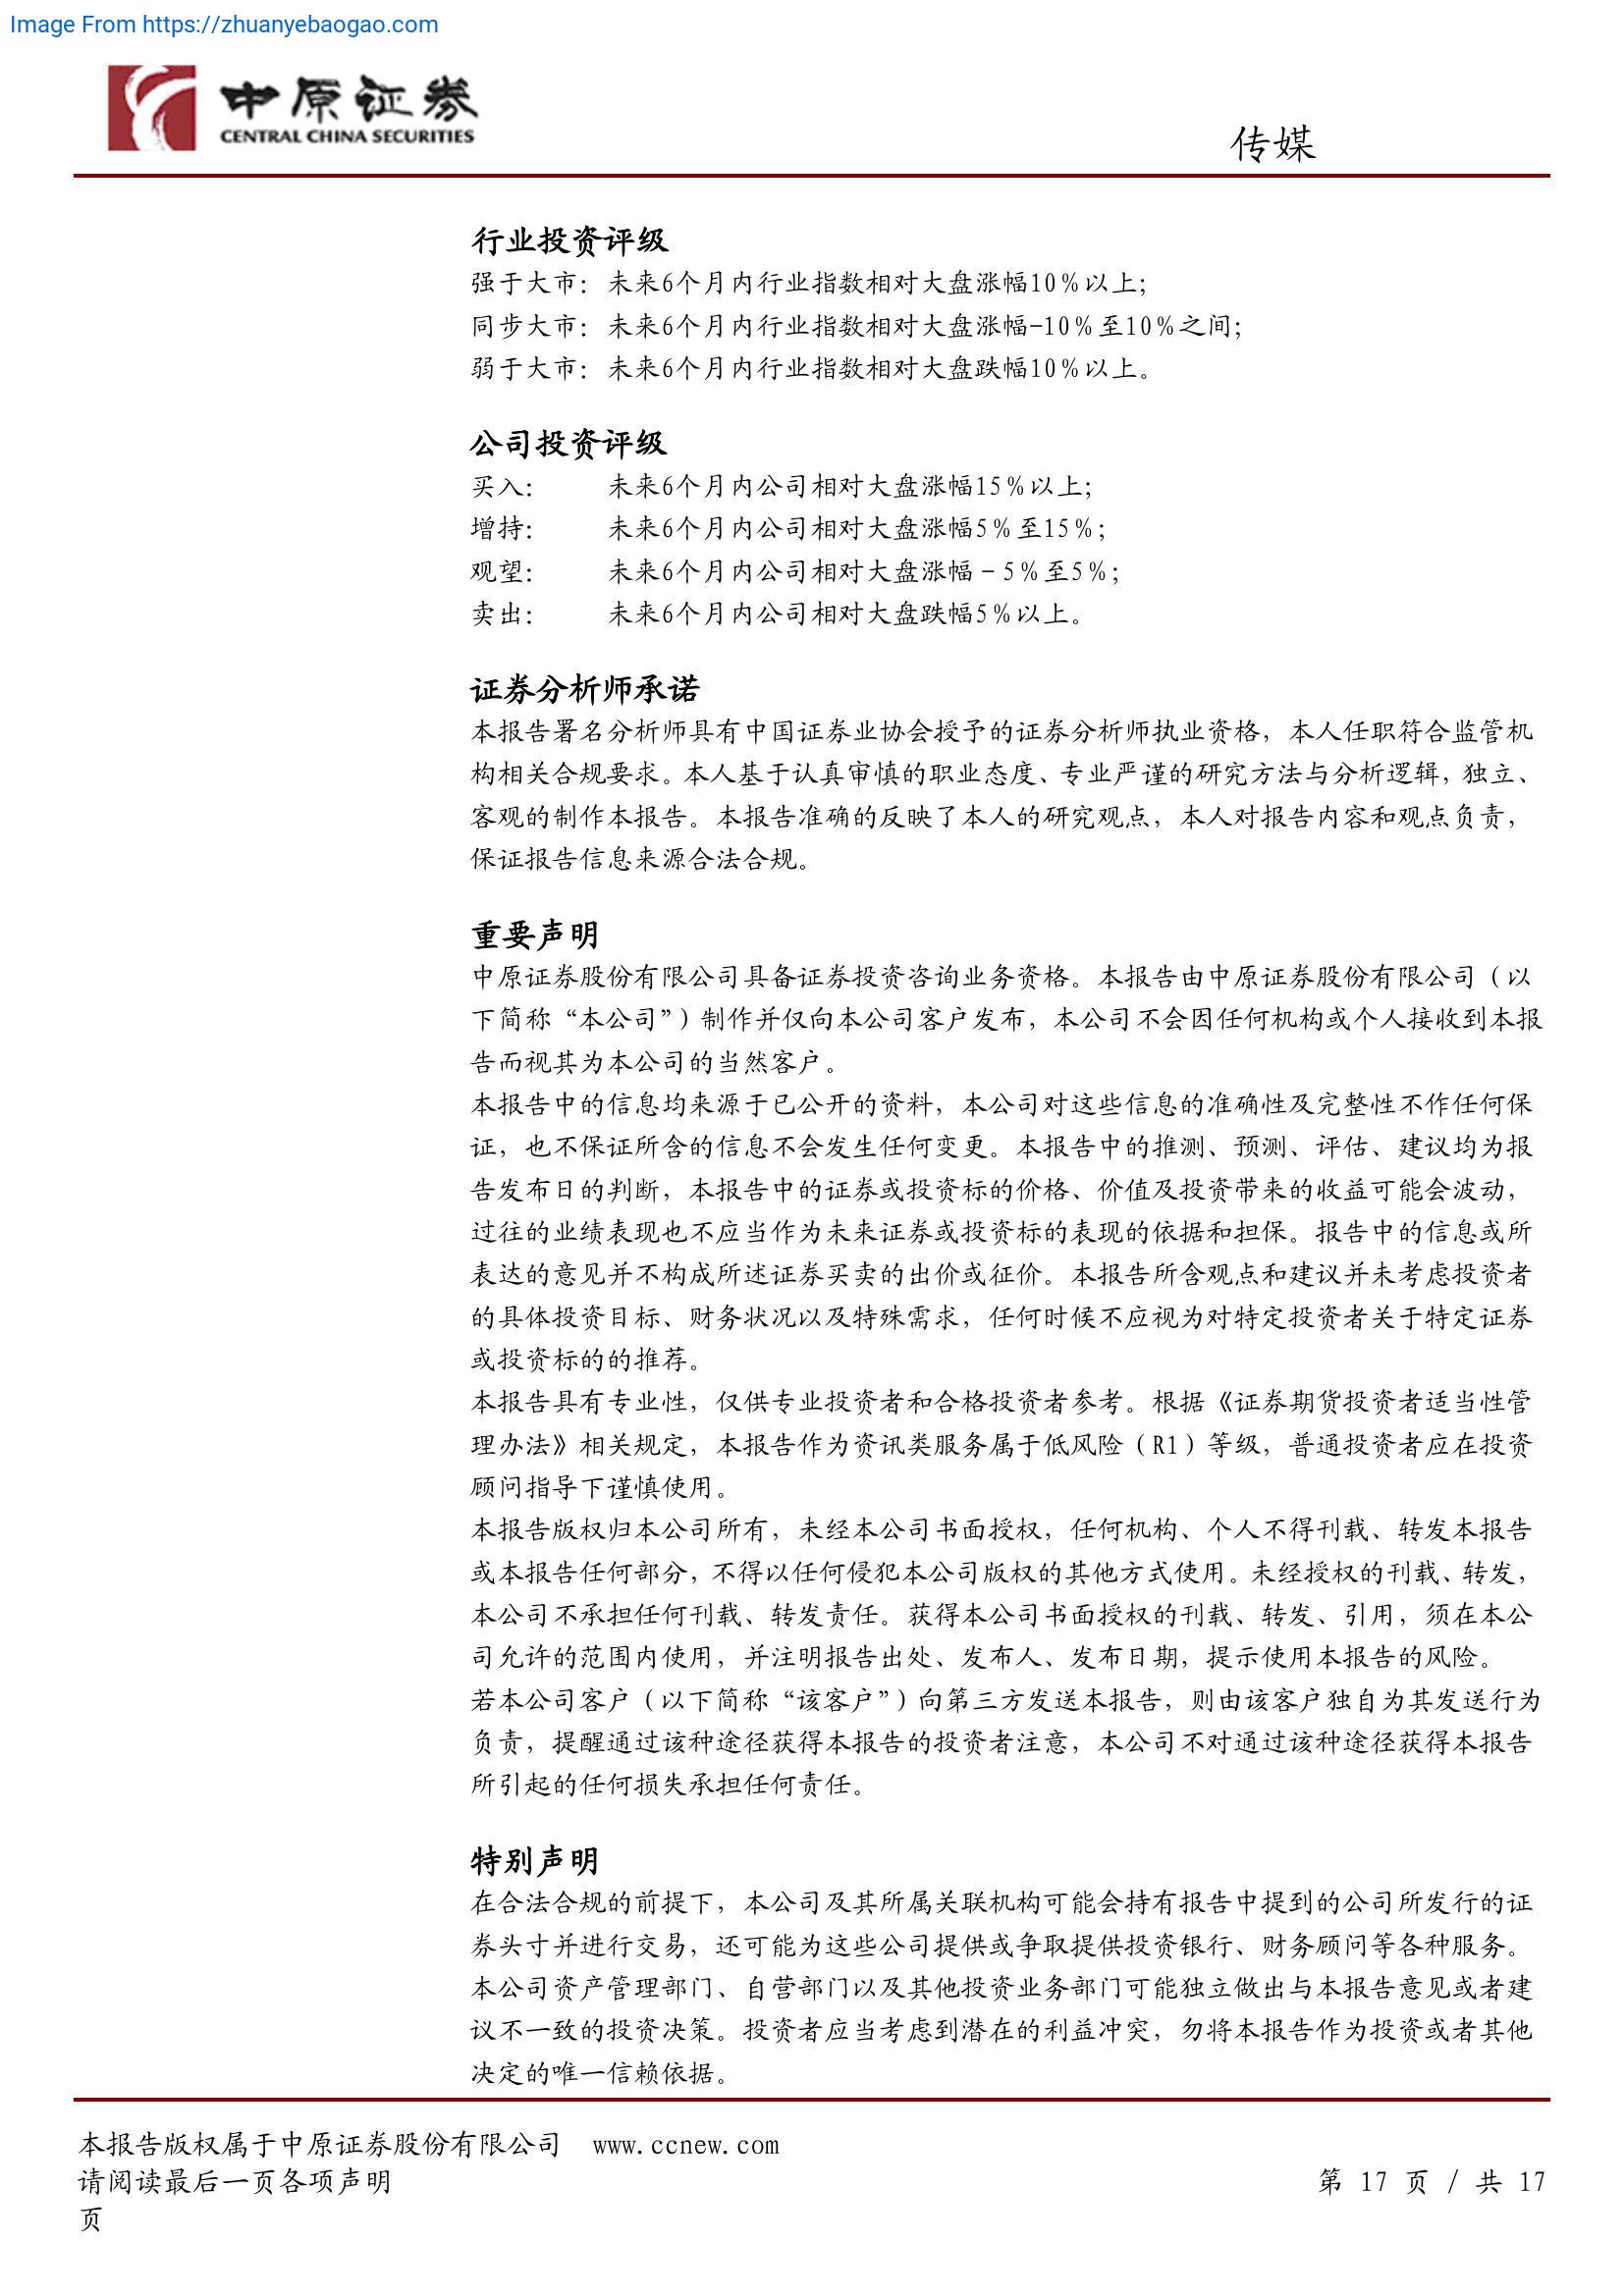 Image From https://zhuanyebaogao.com
中原证券
CENTRAL CHINA SECURITIES
传媒
行业投资评级
强于大市：未来6个月内行业指数相对大盘涨幅10％以上；
同步大市：未来6个月内行业指数相对大盘涨幅-10％至10％之间；
弱于大市：未来6个月内行业指数相对大盘跌幅10％以上。
公司投资评级
买入： 未来6个月内公司相对大盘涨幅15％以上；
增持： 未来6个月内公司相对大盘涨幅5％至15％；
观望： 未来6个月内公司相对大盘涨幅－5％至5％；
卖出： 未来6个月内公司相对大盘跌幅5％以上。
证券分析师承诺
本报告署名分析师具有中国证券业协会授予的证券分析师执业资格，本人任职符合监管机
构相关合规要求。本人基于认真审慎的职业态度、专业严谨的研究方法与分析逻辑，独立、
客观的制作本报告。本报告准确的反映了本人的研究观点，本人对报告内容和观点负责，
保证报告信息来源合法合规。
重要声明
中原证券股份有限公司具备证券投资咨询业务资格。本报告由中原证券股份有限公司（以
下简称“本公司”）制作并仅向本公司客户发布，本公司不会因任何机构或个人接收到本报
告而视其为本公司的当然客户。
本报告中的信息均来源于已公开的资料，本公司对这些信息的准确性及完整性不作任何保
证，也不保证所含的信息不会发生任何变更。本报告中的推测、预测、评估、建议均为报
告发布日的判断，本报告中的证券或投资标的价格、价值及投资带来的收益可能会波动，
过往的业绩表现也不应当作为未来证券或投资标的表现的依据和担保。报告中的信息或所
表达的意见并不构成所述证券买卖的出价或征价。本报告所含观点和建议并未考虑投资者
的具体投资目标、财务状况以及特殊需求，任何时候不应视为对特定投资者关于特定证券
或投资标的的推荐。
本报告具有专业性，仅供专业投资者和合格投资者参考。根据《证券期货投资者适当性管
理办法》相关规定，本报告作为资讯类服务属于低风险（R1）等级，普通投资者应在投资
顾问指导下谨慎使用。
本报告版权归本公司所有，未经本公司书面授权，任何机构、个人不得刊载、转发本报告
或本报告任何部分，不得以任何侵犯本公司版权的其他方式使用。未经授权的刊载、转发，
本公司不承担任何刊载、转发责任。获得本公司书面授权的刊载、转发、引用，须在本公
司允许的范围内使用，并注明报告出处、发布人、发布日期，提示使用本报告的风险。
若本公司客户（以下简称“该客户”）向第三方发送本报告，则由该客户独自为其发送行为
负责，提醒通过该种途径获得本报告的投资者注意，本公司不对通过该种途径获得本报告
所引起的任何损失承担任何责任。
特别声明
在合法合规的前提下，本公司及其所属关联机构可能会持有报告中提到的公司所发行的证
券头寸并进行交易，还可能为这些公司提供或争取提供投资银行、财务顾问等各种服务。
本公司资产管理部门、自营部门以及其他投资业务部门可能独立做出与本报告意见或者建
议不一致的投资决策。投资者应当考虑到潜在的利益冲突，勿将本报告作为投资或者其他
决定的唯一信赖依据。
本报告版权属于中原证券股份有限公司 www.ccnew.com
请阅读最后一页各项声明 第 17 页 / 共 17
页